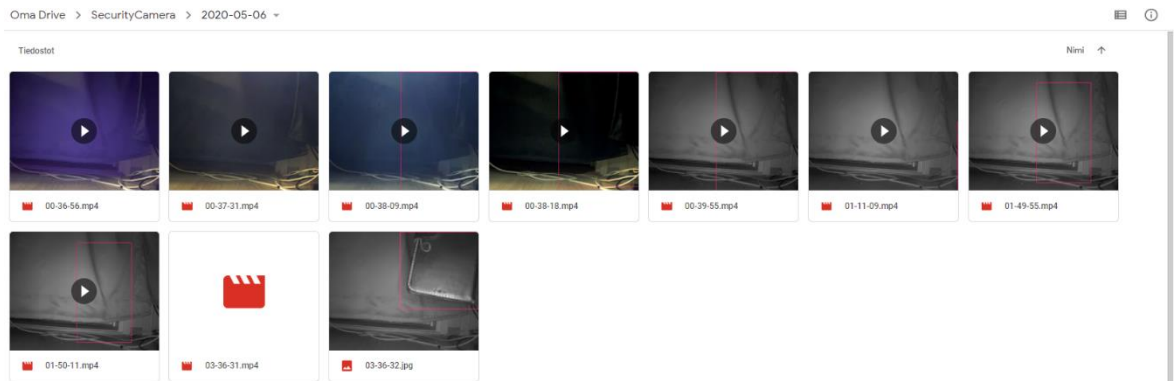 Oma Drive > SecurityCamera > 2020-05-06
Tiedostot
Nimi
00-36-56.mp4
00-37-31.mp4
00-38-09.mp4
00-38-18.mp4
00-39-55.mp4
01-11-09.mp4
01-49-55.mp4
01-50-11.mp4
03-36-31.mp4
03-36-32.jpg